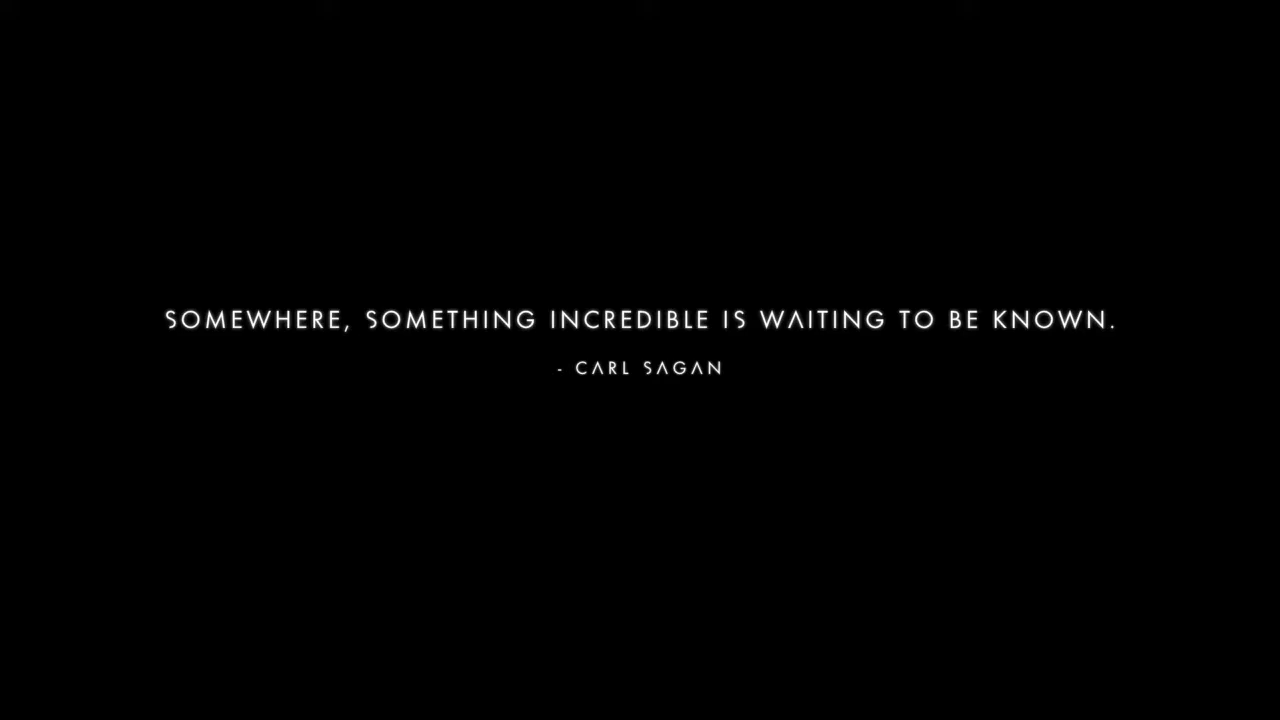 SOMEWHERE, SOMETHING INCREDIBLE IS WAITING TO BE KNOWN.
- CARL SAGAN